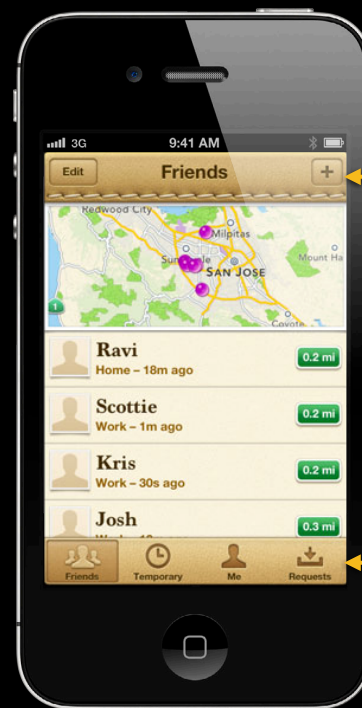 3G 9:41 AM
Edit Friends +
Redwood City
Milpitas
Mount Ha
SAN JOSE
1
Coyote
Ravi
Home – 18m ago
0.2 mi
Scottie
Work – 1m ago
0.2 mi
Kris
Work – 30s ago
0.2 mi
Josh
0.3 mi
Friends Temporary Me Requests